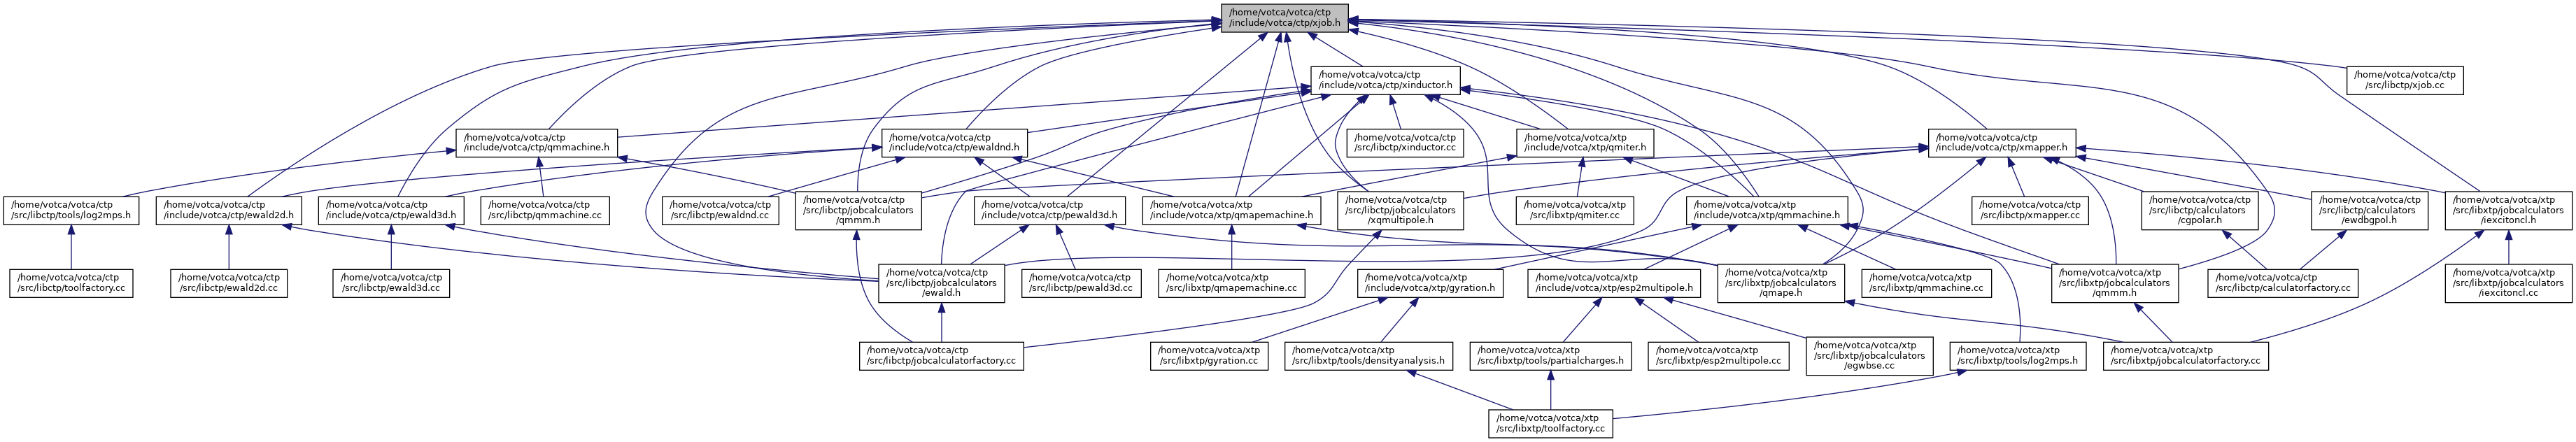 /home/votca/votca/ctp
/include/votca/ctp/xjob.h
/home/votca/votca/ctp
/include/votca/ctp/xinductor.h
/home/votca/votca/ctp
/src/libctp/xjob.cc
/home/votca/votca/ctp
/include/votca/ctp/qmmachine.h
/home/votca/votca/ctp
/include/votca/ctp/ewaldnd.h
/home/votca/votca/ctp
/src/libctp/xinductor.cc
/home/votca/votca/xtp
/include/votca/xtp/qmiter.h
/home/votca/votca/ctp
/include/votca/ctp/xmapper.h
/home/votca/votca/ctp
/src/libctp/tools/log2mps.h
/home/votca/votca/ctp
/include/votca/ctp/ewald2d.h
/home/votca/votca/ctp
/include/votca/ctp/ewald3d.h
/home/votca/votca/ctp
/src/libctp/qmmachine.cc
/home/votca/votca/ctp
/src/libctp/ewaldnd.cc
/home/votca/votca/ctp
/src/libctp/jobcalculators
/qmmm.h
/home/votca/votca/ctp
/include/votca/ctp/pewald3d.h
/home/votca/votca/xtp
/include/votca/xtp/qmapemachine.h
/home/votca/votca/ctp
/src/libctp/jobcalculators
/xqmultipole.h
/home/votca/votca/xtp
/src/libxtp/qmiter.cc
/home/votca/votca/xtp
/include/votca/xtp/qmmachine.h
/home/votca/votca/ctp
/src/libctp/xmapper.cc
/home/votca/votca/ctp
/src/libctp/calculators
/cgpolar.h
/home/votca/votca/ctp
/src/libctp/calculators
/ewdbgpol.h
/home/votca/votca/xtp
/src/libxtp/jobcalculators
/iexcitoncl.h
/home/votca/votca/ctp
/src/libctp/toolfactory.cc
/home/votca/votca/ctp
/src/libctp/ewald2d.cc
/home/votca/votca/ctp
/src/libctp/ewald3d.cc
/home/votca/votca/ctp
/src/libctp/jobcalculators
/ewald.h
/home/votca/votca/ctp
/src/libctp/pewald3d.cc
/home/votca/votca/xtp
/src/libxtp/qmapemachine.cc
/home/votca/votca/xtp
/include/votca/xtp/gyration.h
/home/votca/votca/xtp
/include/votca/xtp/esp2multipole.h
/home/votca/votca/xtp
/src/libxtp/jobcalculators
/qmape.h
/home/votca/votca/xtp
/src/libxtp/qmmachine.cc
/home/votca/votca/xtp
/src/libxtp/jobcalculators
/qmmm.h
/home/votca/votca/ctp
/src/libctp/calculatorfactory.cc
/home/votca/votca/xtp
/src/libxtp/jobcalculators
/iexcitoncl.cc
/home/votca/votca/ctp
/src/libctp/jobcalculatorfactory.cc
/home/votca/votca/xtp
/src/libxtp/gyration.cc
/home/votca/votca/xtp
/src/libxtp/tools/densityanalysis.h
/home/votca/votca/xtp
/src/libxtp/tools/partialcharges.h
/home/votca/votca/xtp
/src/libxtp/esp2multipole.cc
/home/votca/votca/xtp
/src/libxtp/jobcalculators
/egwbse.cc
/home/votca/votca/xtp
/src/libxtp/tools/log2mps.h
/home/votca/votca/xtp
/src/libxtp/jobcalculatorfactory.cc
/home/votca/votca/xtp
/src/libxtp/toolfactory.cc